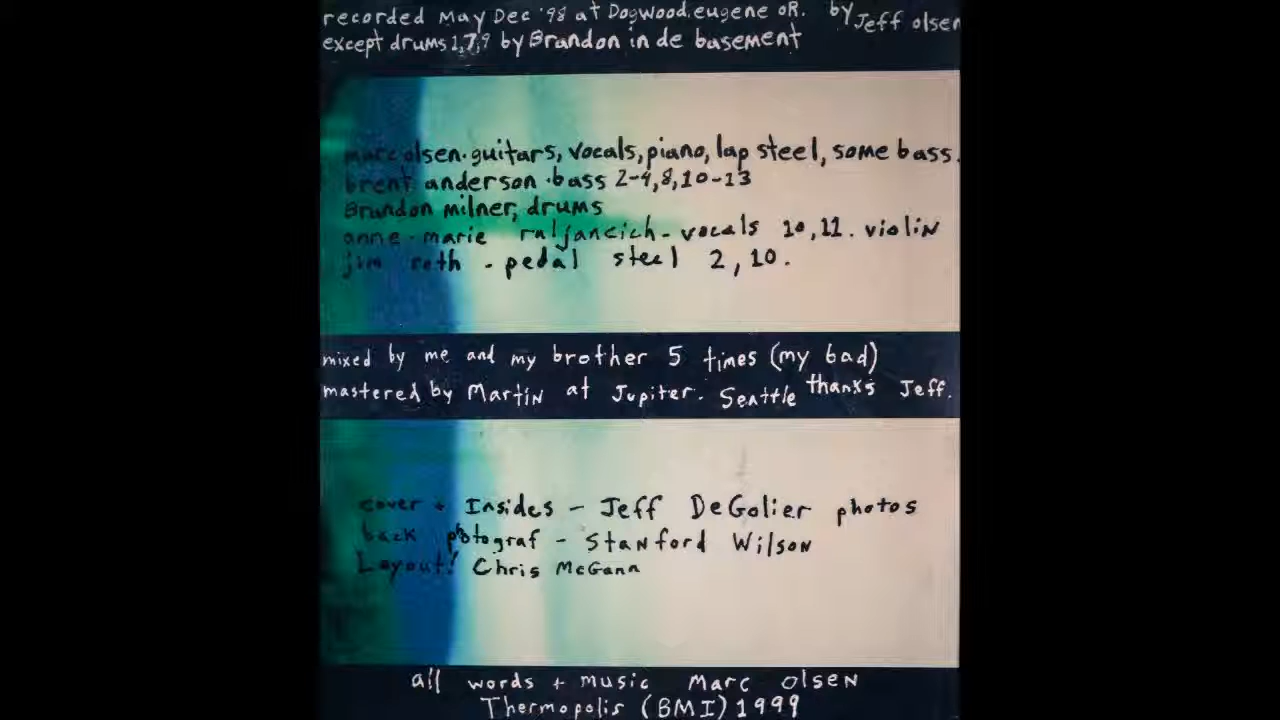 recorded May Dec '98 at Dogwood.eugene oR. by Jeff olsen
except drums 1,7,9 by Brandon in de basement
marc olsen.guitars, vocals, piano, lap steel, some bass.
brent anderson.bass 2-4,8,10-13
Brandon milner, drums
anne-marie ruljancich-vocals 10,11. violin
jim roth - pedal steel 2,10.
mixed by me and my brother 5 times (my bad)
mastered by Martin at Jupiter. Seattle thanks Jeff.
cover + Insides - Jeff DeGolier photos
back potograf - Stanford Wilson
Layout! Chris McGann
all words + music Marc Olsen
Thermopolis (BMI) 1999